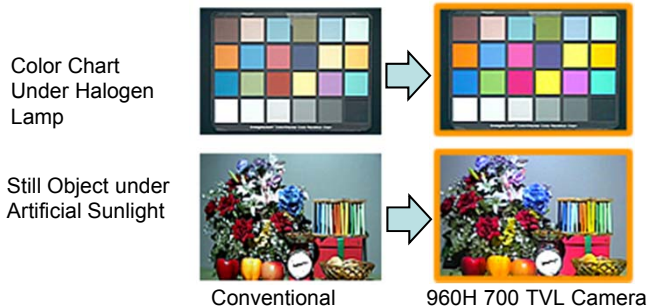 Color Chart
Under Halogen
Lamp
Still Object under
Artificial Sunlight
Conventional
960H 700 TVL Camera